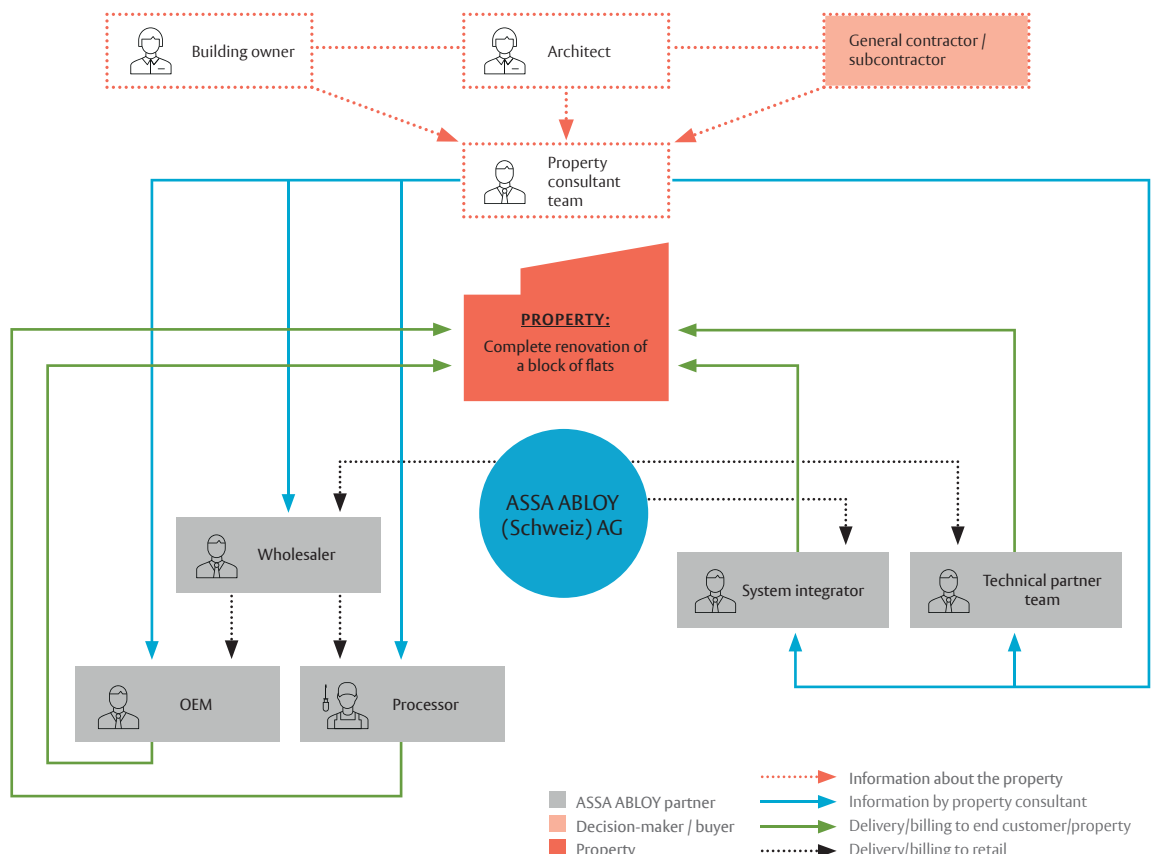 Building owner
Architect
General contractor /
subcontractor
Property
consultant
team
PROPERTY:
Complete renovation of
a block of flats
ASSA ABLOY
(Schweiz) AG
Wholesaler
System integrator
Technical partner
team
OEM
Processor
ASSA ABLOY partner
Decision-maker / buyer
Property
Information about the property
Information by property consultant
Delivery/billing to end customer/property
Delivery/billing to retail